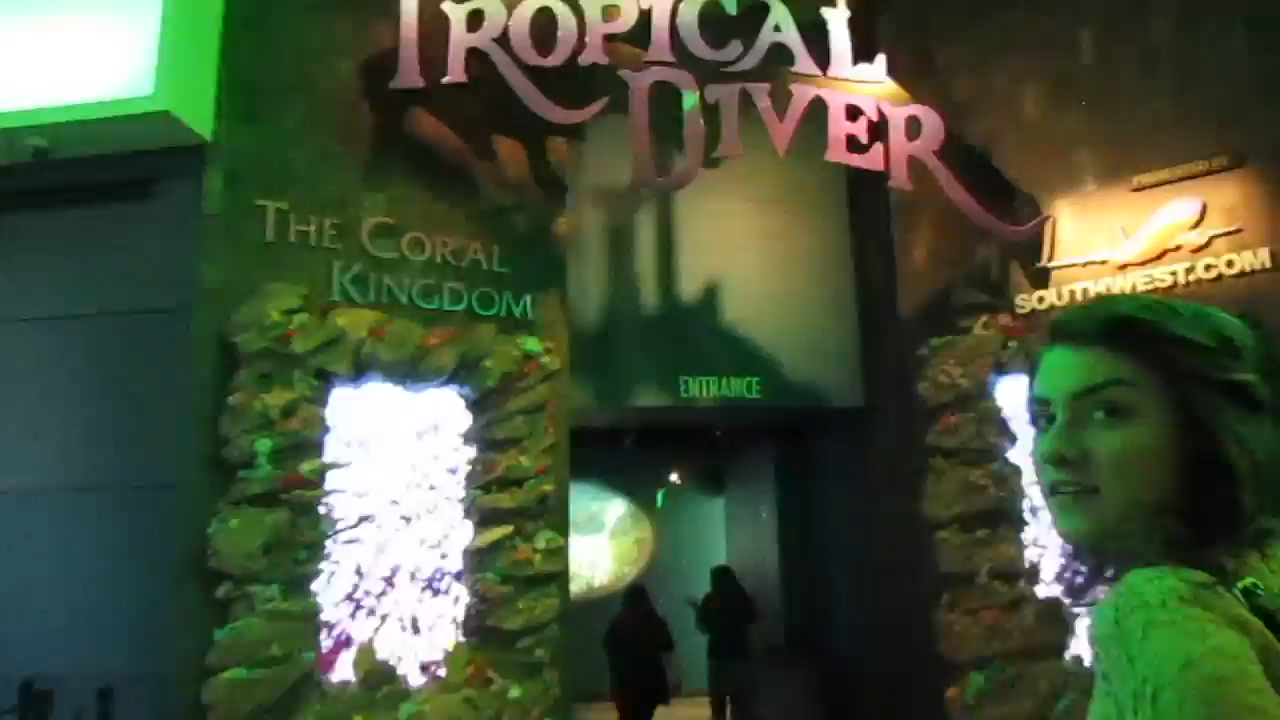 TROPICAL
DIVER
THE CORAL
KINGDOM
SOUTHWEST.COM
ENTRANCE